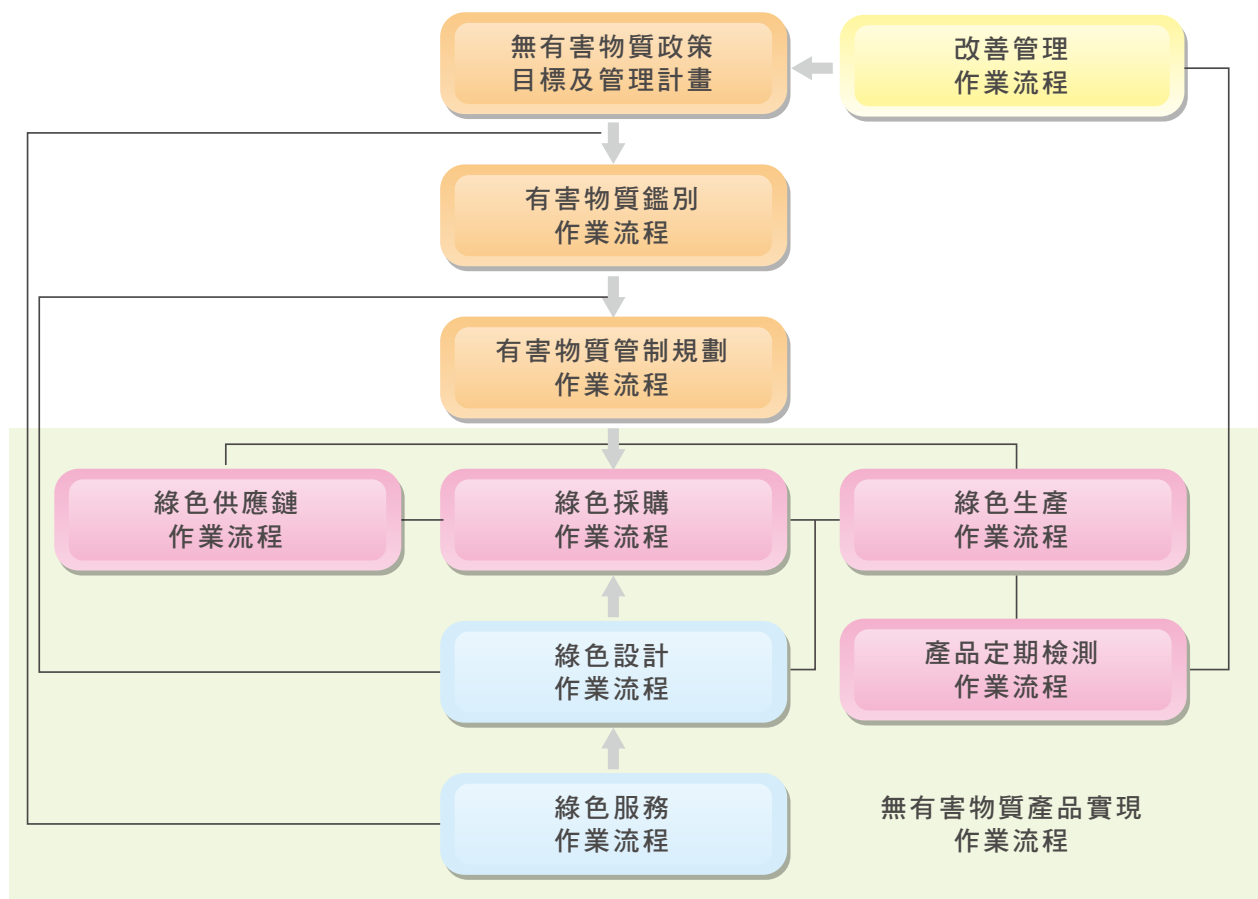 無有害物質政策
目標及管理計畫
改善管理
作業流程
有害物質鑑別
作業流程
有害物質管制規劃
作業流程
綠色供應鏈
作業流程
綠色採購
作業流程
綠色生產
作業流程
綠色設計
作業流程
產品定期檢測
作業流程
綠色服務
作業流程
無有害物質產品實現
作業流程